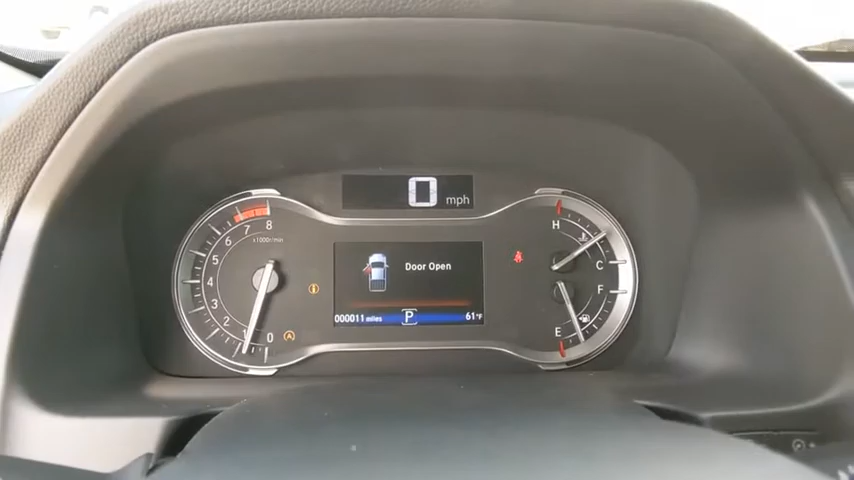 0 mph
8
7
6
x1000r/min
5
4
3
2
1
0
A
Door Open
000011 miles
P
61°F
H
C
F
E